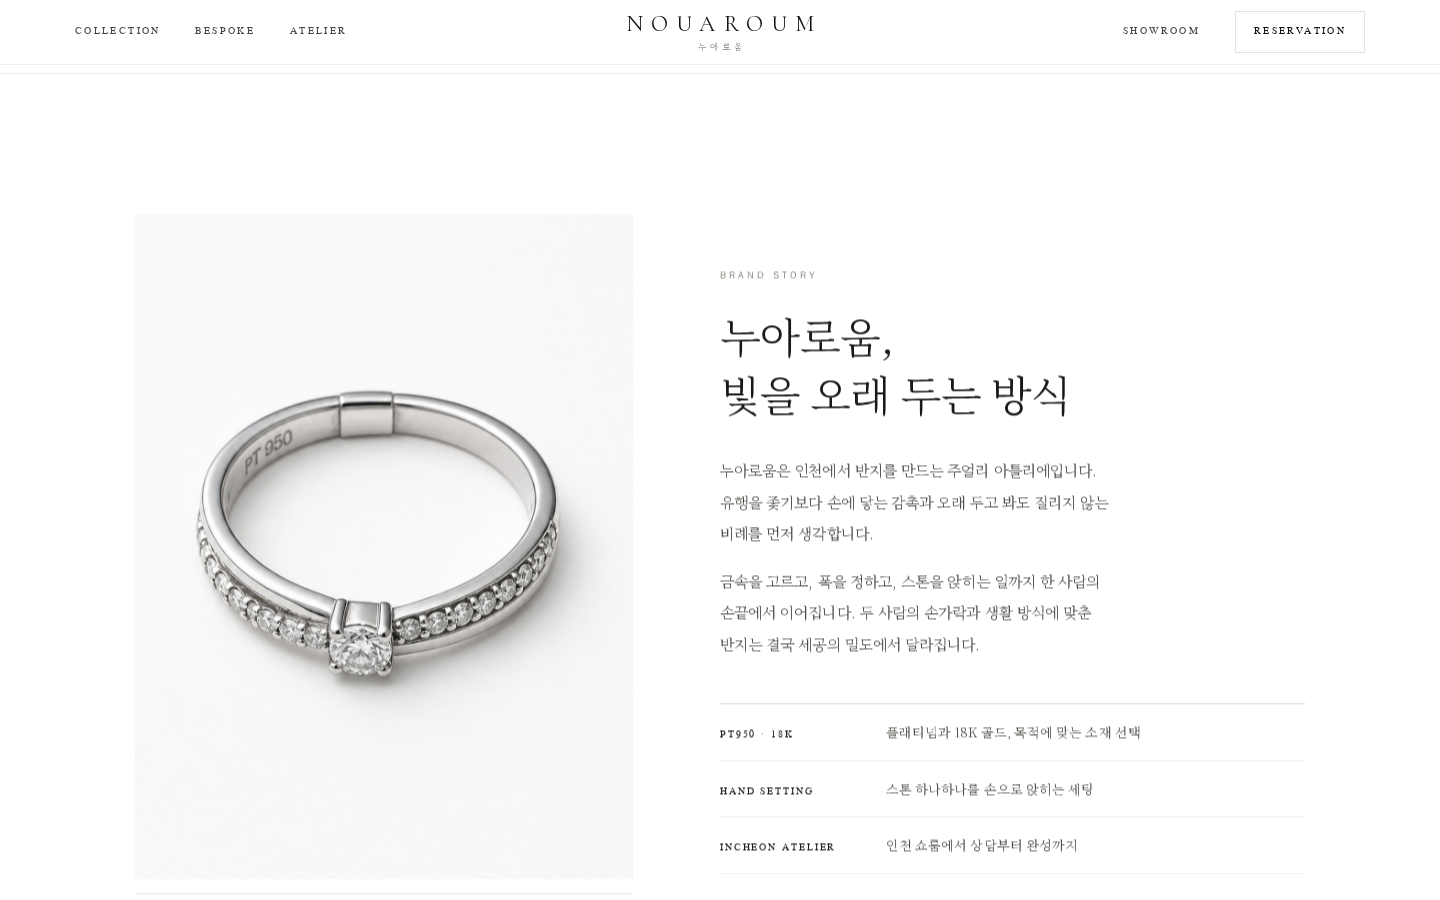 COLLECTION
BESPOKE
ATELIER
NOUAROUM
누아로움
SHOWROOM
RESERVATION
PT 950
BRAND STORY
누아로움,
빛을 오래 두는 방식
누아로움은 인천에서 반지를 만드는 주얼리 아틀리에입니다.
유행을 좇기보다 손에 닿는 감촉과 오래 두고 봐도 질리지 않는
비례를 먼저 생각합니다.
금속을 고르고, 폭을 정하고, 스톤을 앉히는 일까지 한 사람의
손끝에서 이어집니다. 두 사람의 손가락과 생활 방식에 맞춘
반지는 결국 세공의 밀도에서 달라집니다.
PT950 · 18K
플래티넘과 18K 골드, 목적에 맞는 소재 선택
HAND SETTING
스톤 하나하나를 손으로 앉히는 세팅
INCHEON ATELIER
인천 쇼룸에서 상담부터 완성까지